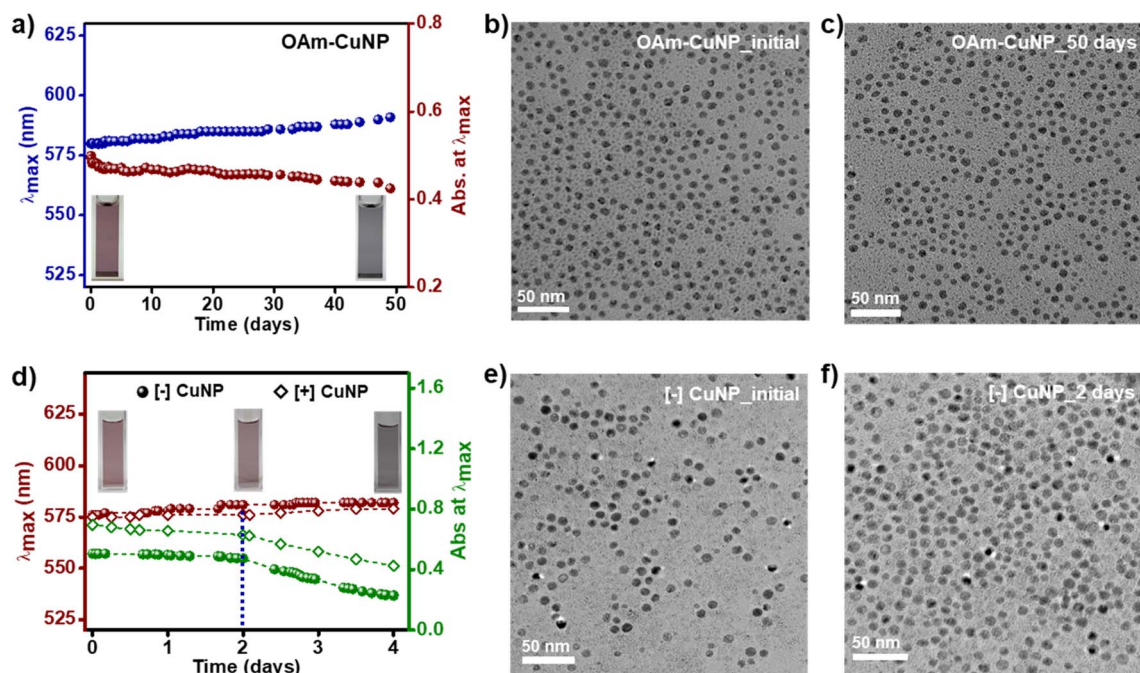 a)
OAm-CuNP
λmax (nm)
625
600
575
550
525
0 10 20 30 40 50
Time (days)
0.8
0.6
0.4
0.2
Abs. at λmax
b)
OAm-CuNP_initial
50 nm
c)
OAm-CuNP_50 days
50 nm
d)
[-] CuNP [+] CuNP
λmax (nm)
625
600
575
550
525
0 1 2 3 4
Time (days)
1.6
1.2
0.8
0.4
0.0
Abs at λmax
e)
[-] CuNP_initial
50 nm
f)
[-] CuNP_2 days
50 nm